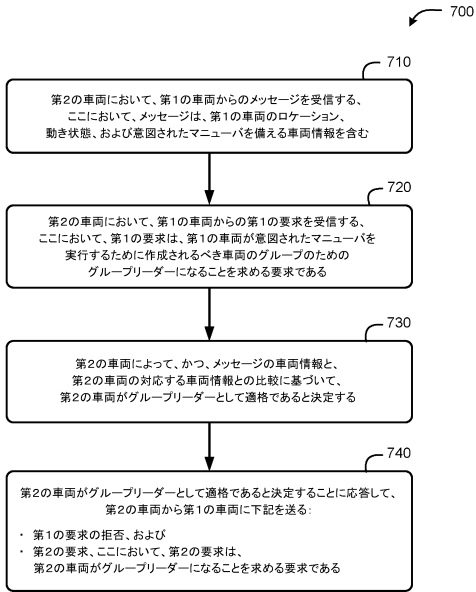 700
710
第2の車両において、第1の車両からのメッセージを受信する、
ここにおいて、メッセージは、第1の車両のロケーション、
動き状態、および意図されたマニューバを備える車両情報を含む
720
第2の車両において、第1の車両からの第1の要求を受信する、
ここにおいて、第1の要求は、第1の車両が意図されたマニューバを
実行するために作成されるべき車両のグループのための
グループリーダーになることを求める要求である
730
第2の車両によって、かつ、メッセージの車両情報と、
第2の車両の対応する車両情報との比較に基づいて、
第2の車両がグループリーダーとして適格であると決定する
740
第2の車両がグループリーダーとして適格であると決定することに応答して、
第2の車両から第1の車両に下記を送る:
・ 第1の要求の拒否、および
・ 第2の要求、ここにおいて、第2の要求は、
第2の車両がグループリーダーになることを求める要求である